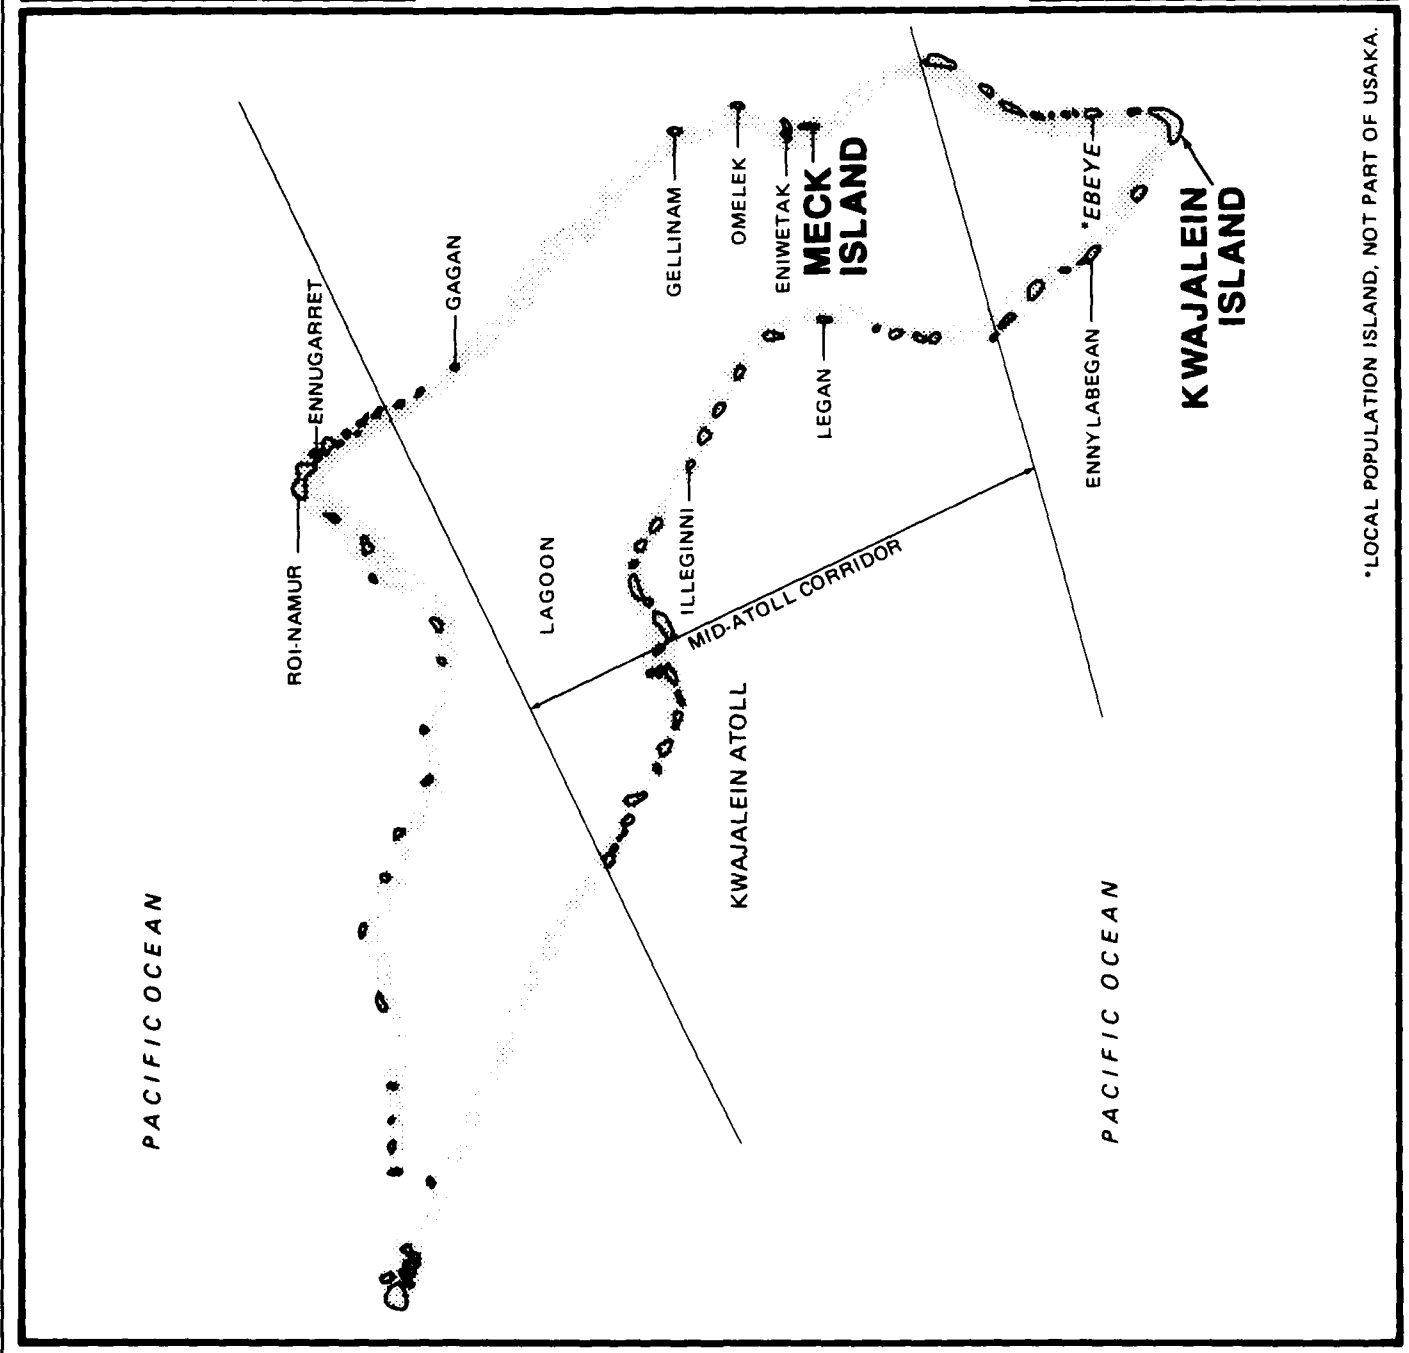 PACIFIC OCEAN
ROI-NAMUR
ENNUGARRET
GAGAN
LAGOON
GELLINAM
ILLEGINNI
OMELEK
KWAJALEIN ATOLL
ENIWETAK
MECK
ISLAND
LEGAN
MID-ATOLL CORRIDOR
*EBEYE
ENNYLABEGAN
PACIFIC OCEAN
KWAJALEIN
ISLAND
*LOCAL POPULATION ISLAND, NOT PART OF USAKA.